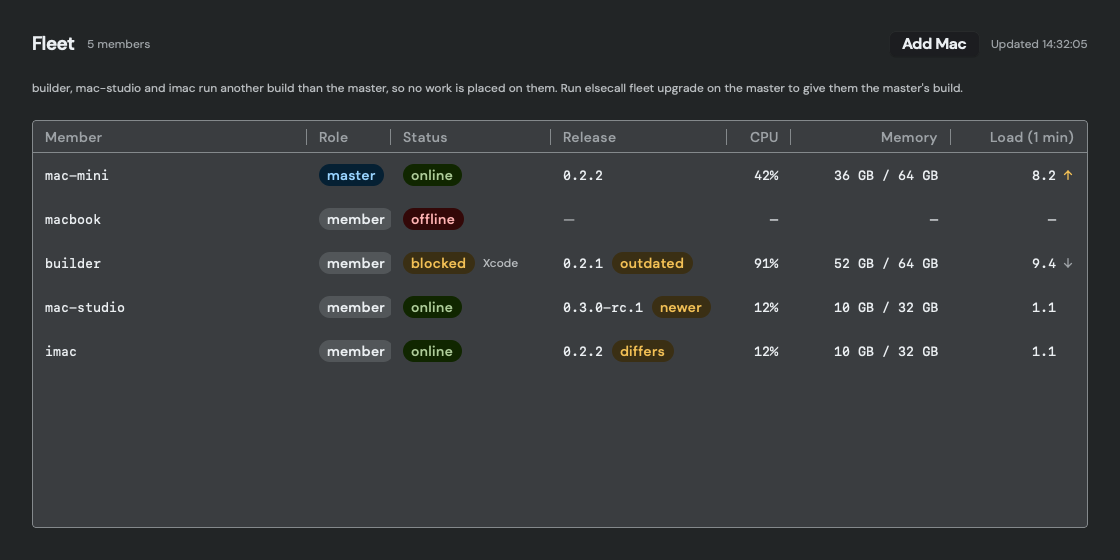 Fleet 5 members Add Mac Updated 14:32:05
builder, mac-studio and imac run another build than the master, so no work is placed on them. Run elsecall fleet upgrade on the master to give them the master's build.
Member Role Status Release CPU Memory Load (1 min)
mac-mini master online 0.2.2 42% 36 GB / 64 GB 8.2 ↑
macbook member offline — — — —
builder member blocked Xcode 0.2.1 outdated 91% 52 GB / 64 GB 9.4 ↓
mac-studio member online 0.3.0-rc.1 newer 12% 10 GB / 32 GB 1.1
imac member online 0.2.2 differs 12% 10 GB / 32 GB 1.1